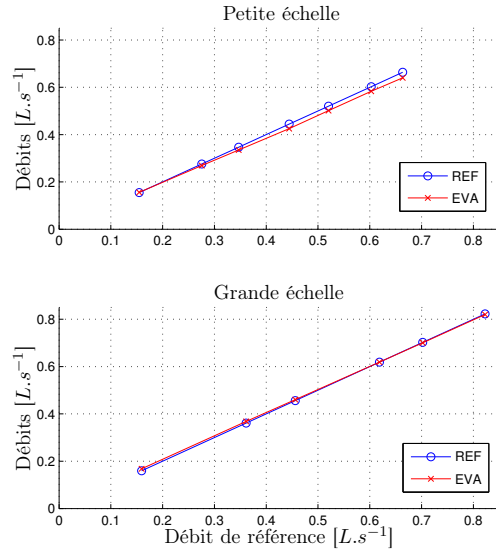 Petite échelle
Débits [L.s⁻¹]
0.8
0.6
0.4
0.2
0
0 0.1 0.2 0.3 0.4 0.5 0.6 0.7 0.8
REF
EVA
Grande échelle
Débits [L.s⁻¹]
0.8
0.6
0.4
0.2
0
0 0.1 0.2 0.3 0.4 0.5 0.6 0.7 0.8
REF
EVA
Débit de référence [L.s⁻¹]